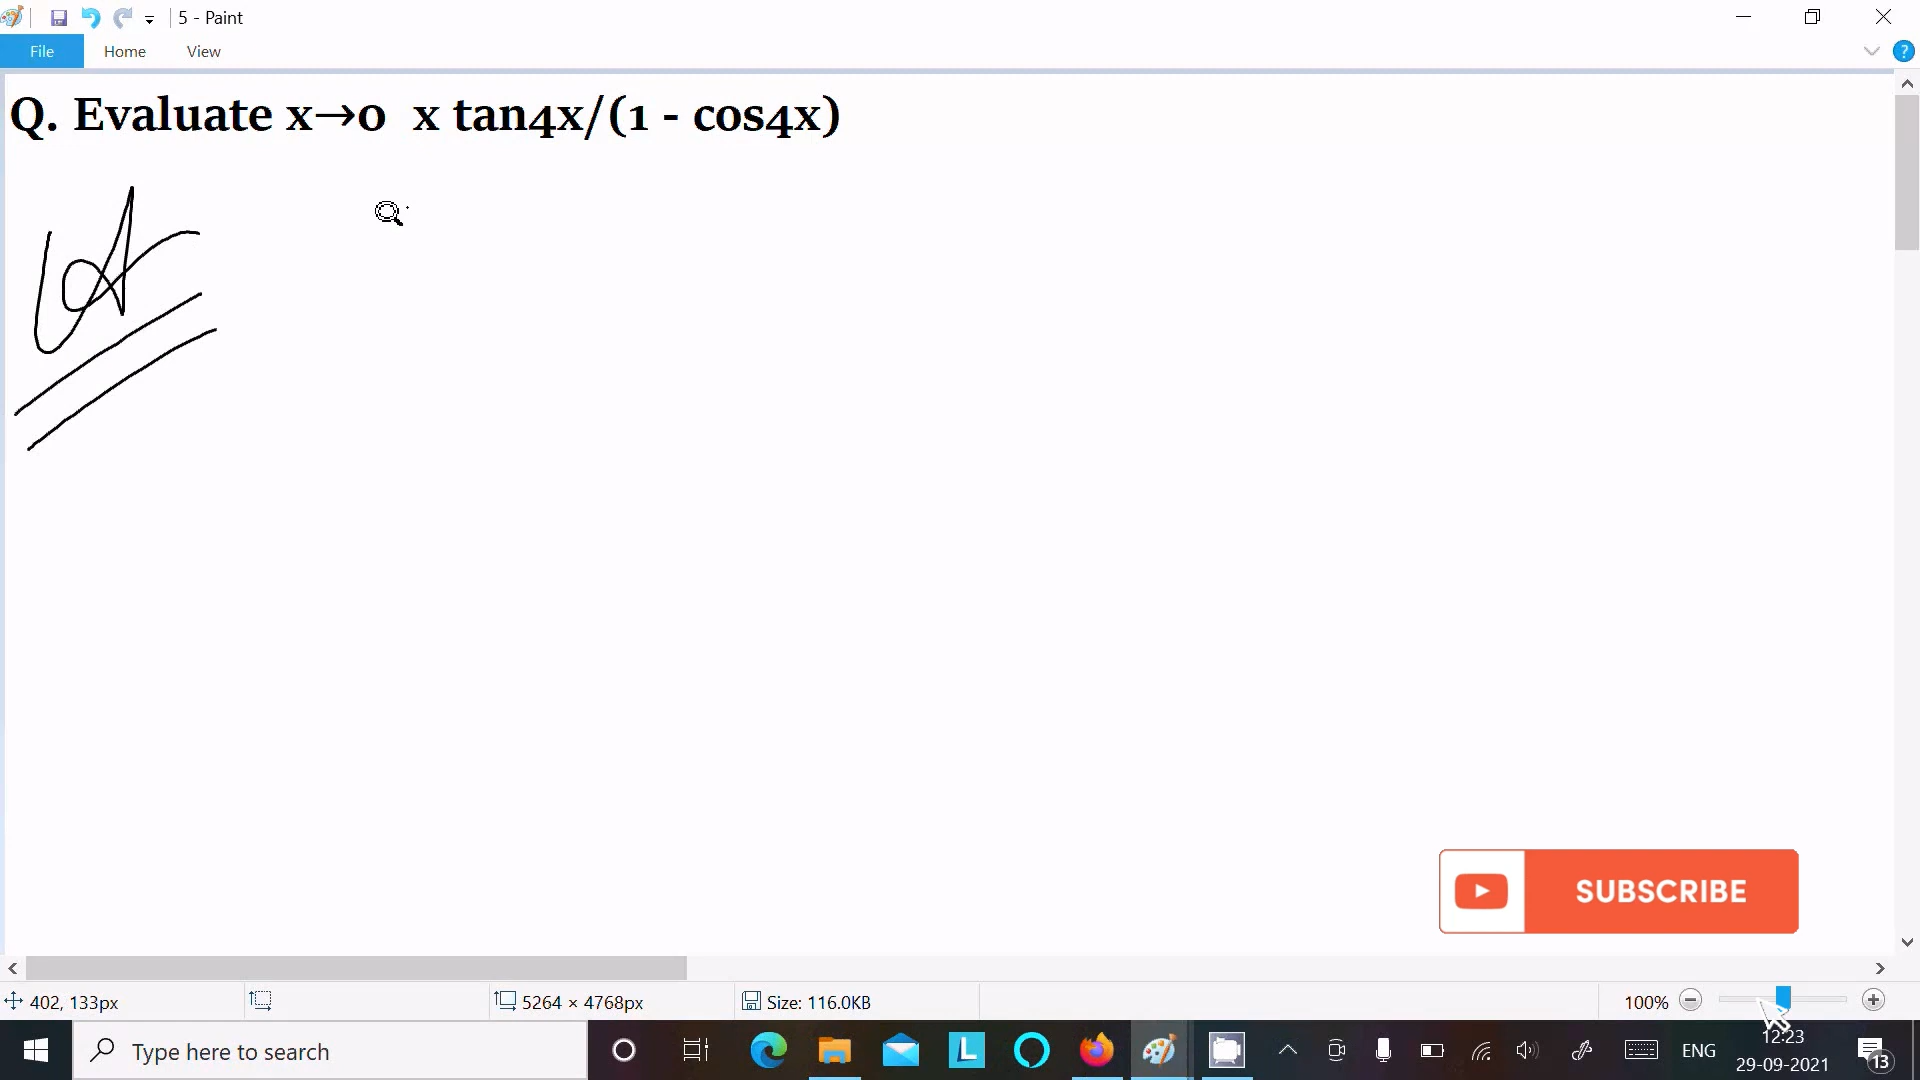 5 - Paint
File Home View
?
Q. Evaluate x→0 x tan4x/(1 - cos4x)
SUBSCRIBE
402, 133px
5264 × 4768px
Size: 116.0KB
100%
Type here to search
L
ENG
12:23
29-09-2021
13